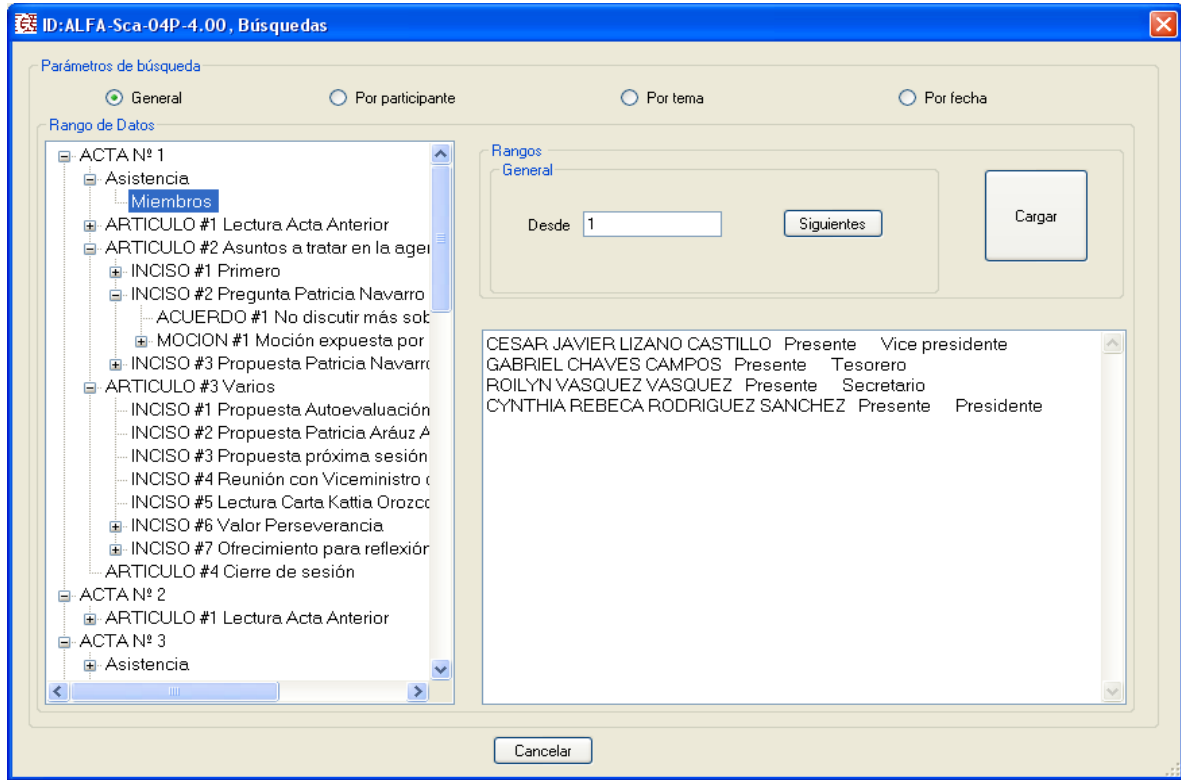 ID:ALFA-Sca-04P-4.00, Búsquedas
Parámetros de búsqueda
General
Por participante
Por tema
Por fecha
Rango de Datos
ACTA Nº 1
Asistencia
Miembros
ARTICULO #1 Lectura Acta Anterior
ARTICULO #2 Asuntos a tratar en la age
INCISO #1 Primero
INCISO #2 Pregunta Patricia Navarro
ACUERDO #1 No discutir más sob
MOCION #1 Moción expuesta por
INCISO #3 Propuesta Patricia Navarro
ARTICULO #3 Varios
INCISO #1 Propuesta Autoevaluación
INCISO #2 Propuesta Patricia Aráuz A
INCISO #3 Propuesta próxima sesión
INCISO #4 Reunión con Viceministro
INCISO #5 Lectura Carta Kattia Orozco
INCISO #6 Valor Perseverancia
INCISO #7 Ofrecimiento para reflexión
ARTICULO #4 Cierre de sesión
ACTA Nº 2
ARTICULO #1 Lectura Acta Anterior
ACTA Nº 3
Asistencia
Rangos
General
Desde 1 Siguientes
Cargar
CESAR JAVIER LIZANO CASTILLO Presente Vice presidente
GABRIEL CHAVES CAMPOS Presente Tesorero
ROILYN VASQUEZ VASQUEZ Presente Secretario
CYNTHIA REBECA RODRIGUEZ SANCHEZ Presente Presidente
Cancelar